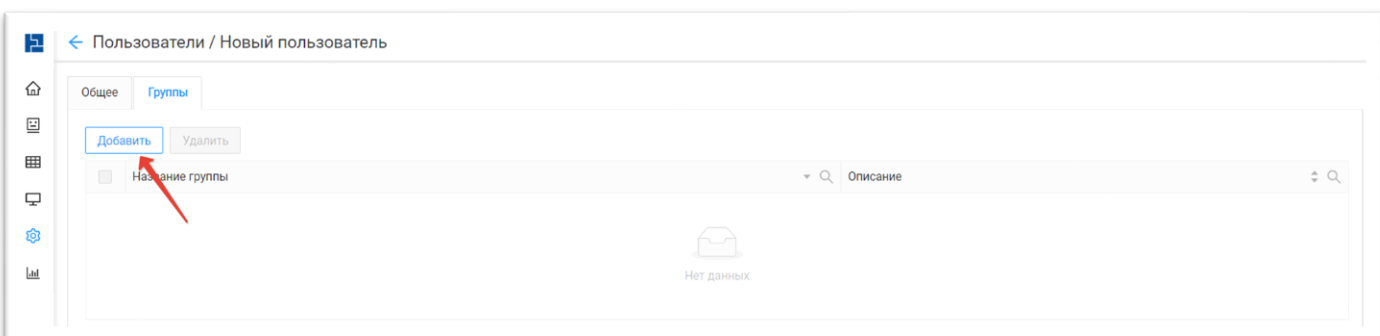 Пользователи / Новый пользователь
Общее Группы
Добавить Удалить
Название группы Описание
Нет данных